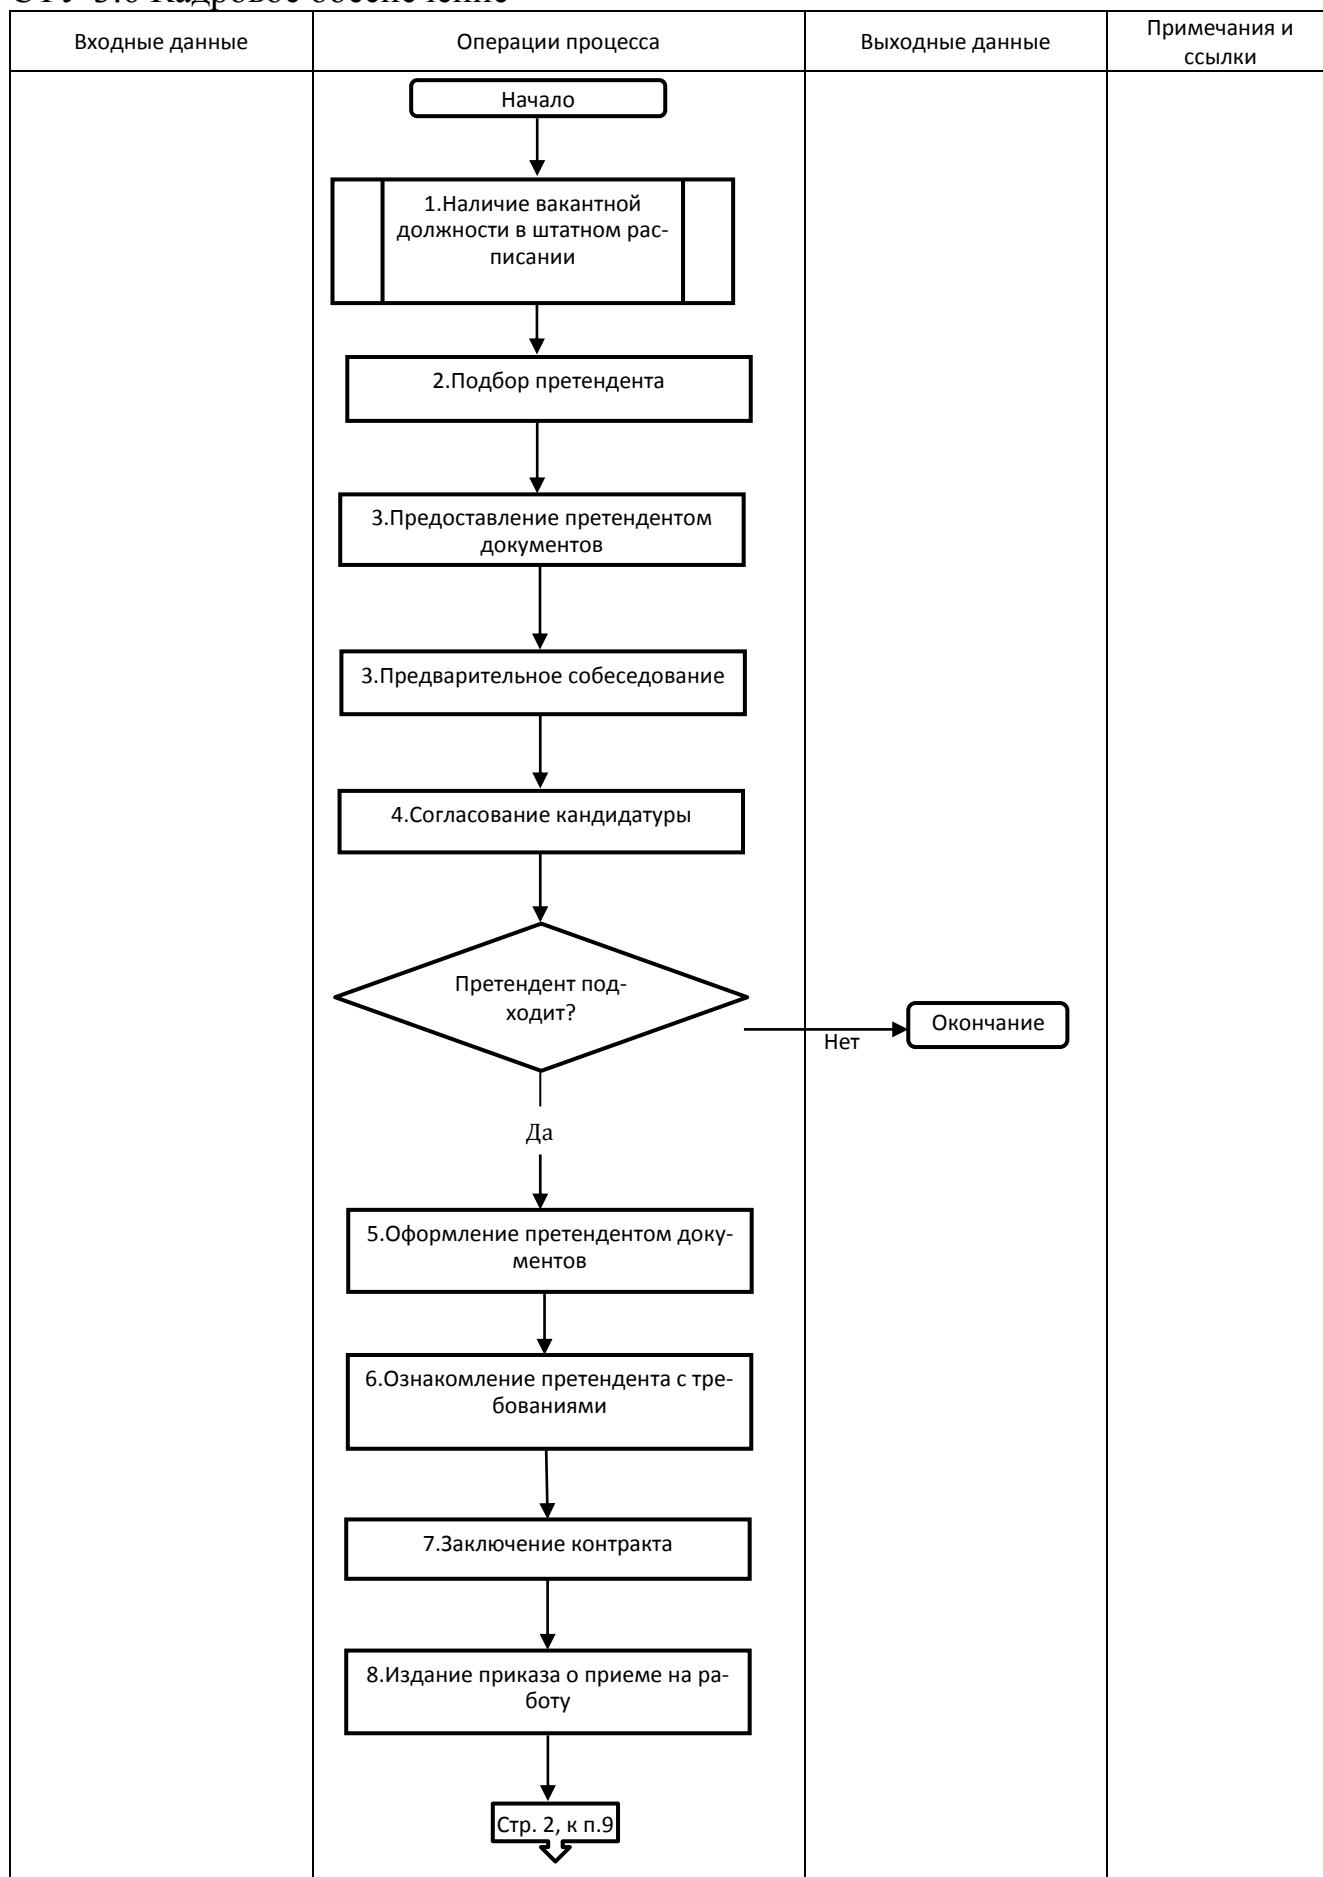 Кадровое обеспечение
Входные данные
Операции процесса
Выходные данные
Примечания и
ссылки
Начало
1.Наличие вакантной
должности в штатном рас-
писании
2.Подбор претендента
3.Предоставление претендентом
документов
3.Предварительное собеседование
4.Согласование кандидатуры
Претендент под-
ходит?
Окончание
Нет
Да
5.Оформление претендентом доку-
ментов
6.Ознакомление претендента с тре-
бованиями
7.Заключение контракта
8.Издание приказа о приеме на ра-
боту
Стр. 2, к п.9